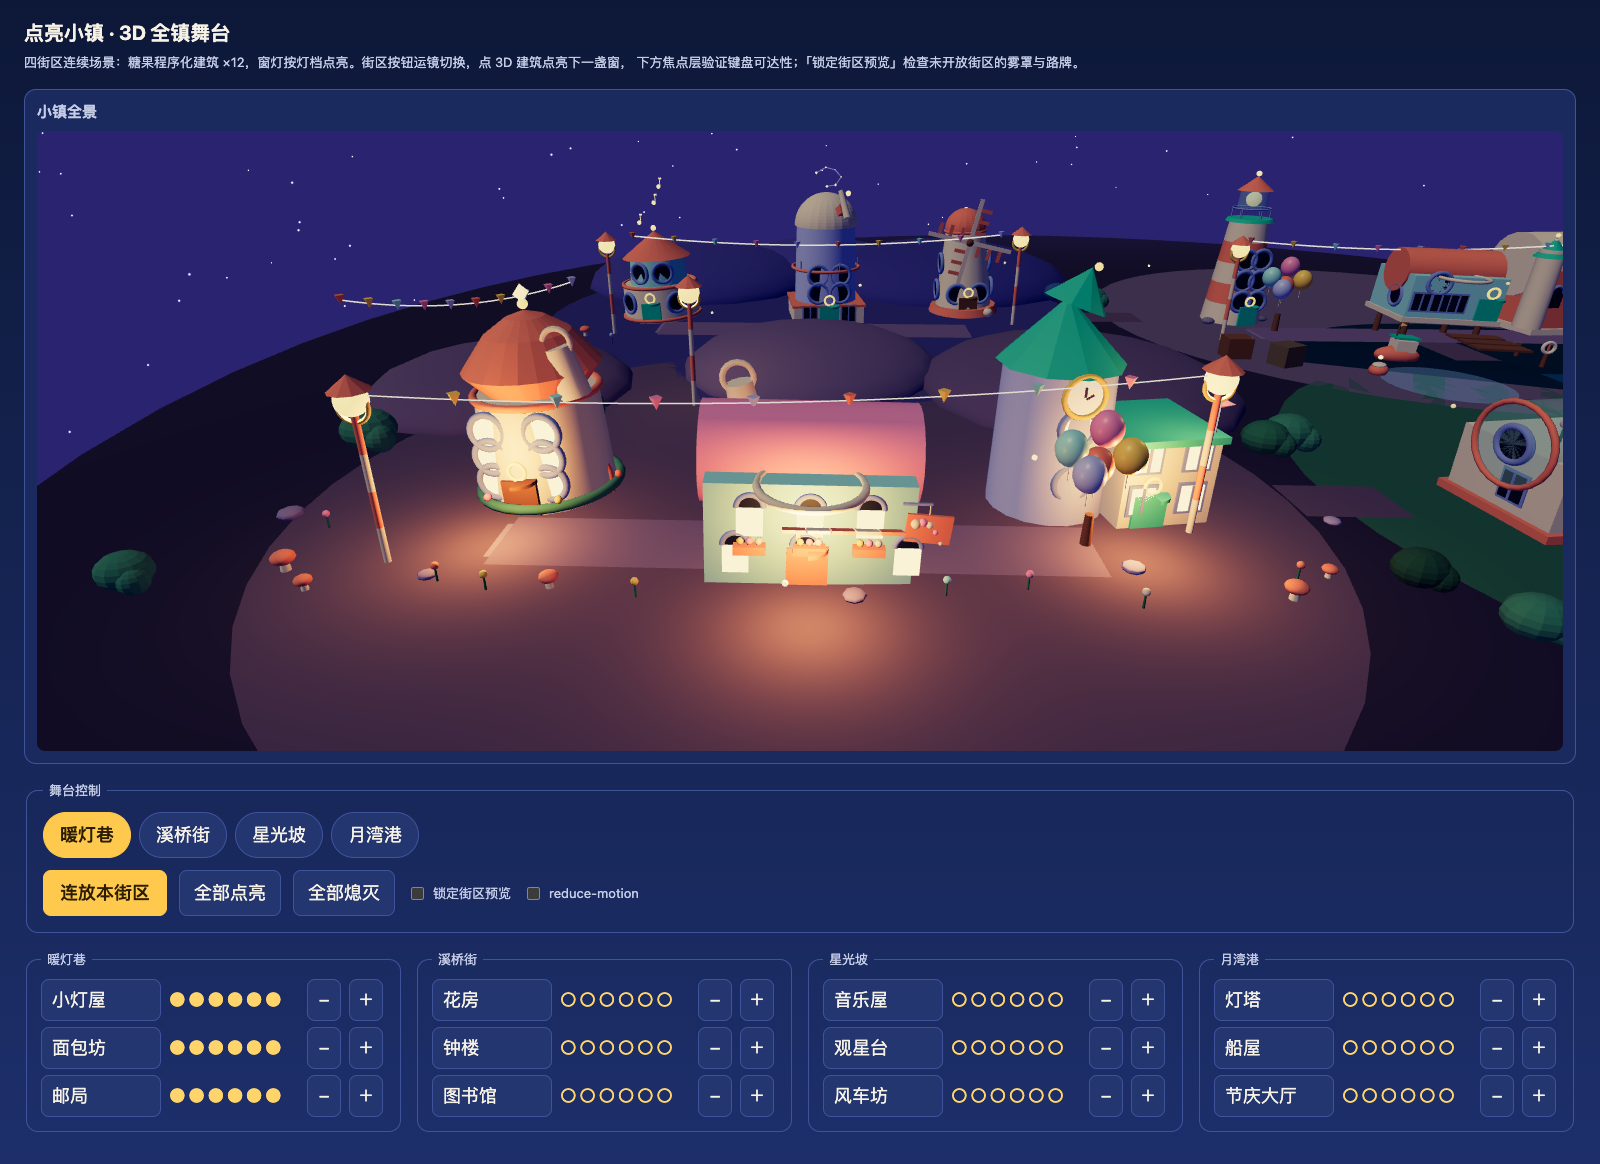 点亮小镇 · 3D 全镇舞台
四街区连续场景：糖果程序化建筑 ×12，窗灯按灯档点亮。街区按钮运镜切换，点 3D 建筑点亮下一盏窗， 下方焦点层验证键盘可达性；「锁定街区预览」检查未开放街区的雾罩与路牌。
小镇全景
舞台控制
暖灯巷 溪桥街 星光坡 月湾港
连放本街区 全部点亮 全部熄灭 锁定街区预览 reduce-motion
暖灯巷
小灯屋 − +
面包坊 − +
邮局 − +
溪桥街
花房 − +
钟楼 − +
图书馆 − +
星光坡
音乐屋 − +
观星台 − +
风车坊 − +
月湾港
灯塔 − +
船屋 − +
节庆大厅 − +